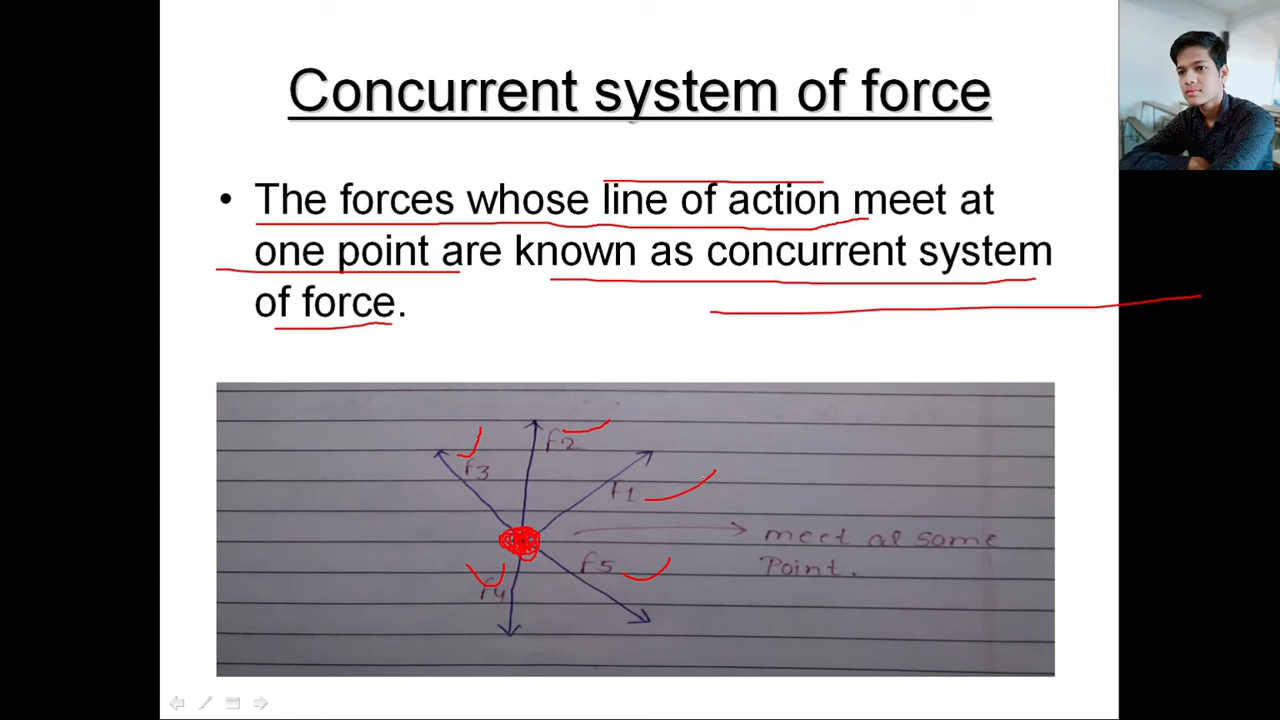 Concurrent system of force
• The forces whose line of action meet at
one point are known as concurrent system
of force.
f2
f3
f1
meet at some
Point.
f5
f4